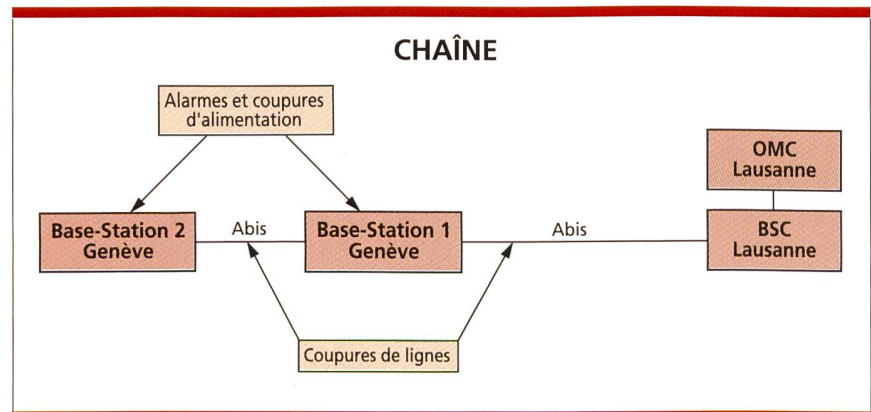 CHAÎNE
Alarmes et coupures
d'alimentation
OMC
Lausanne
Base-Station 2
Genève
Abis
Base-Station 1
Genève
Abis
BSC
Lausanne
Coupures de lignes